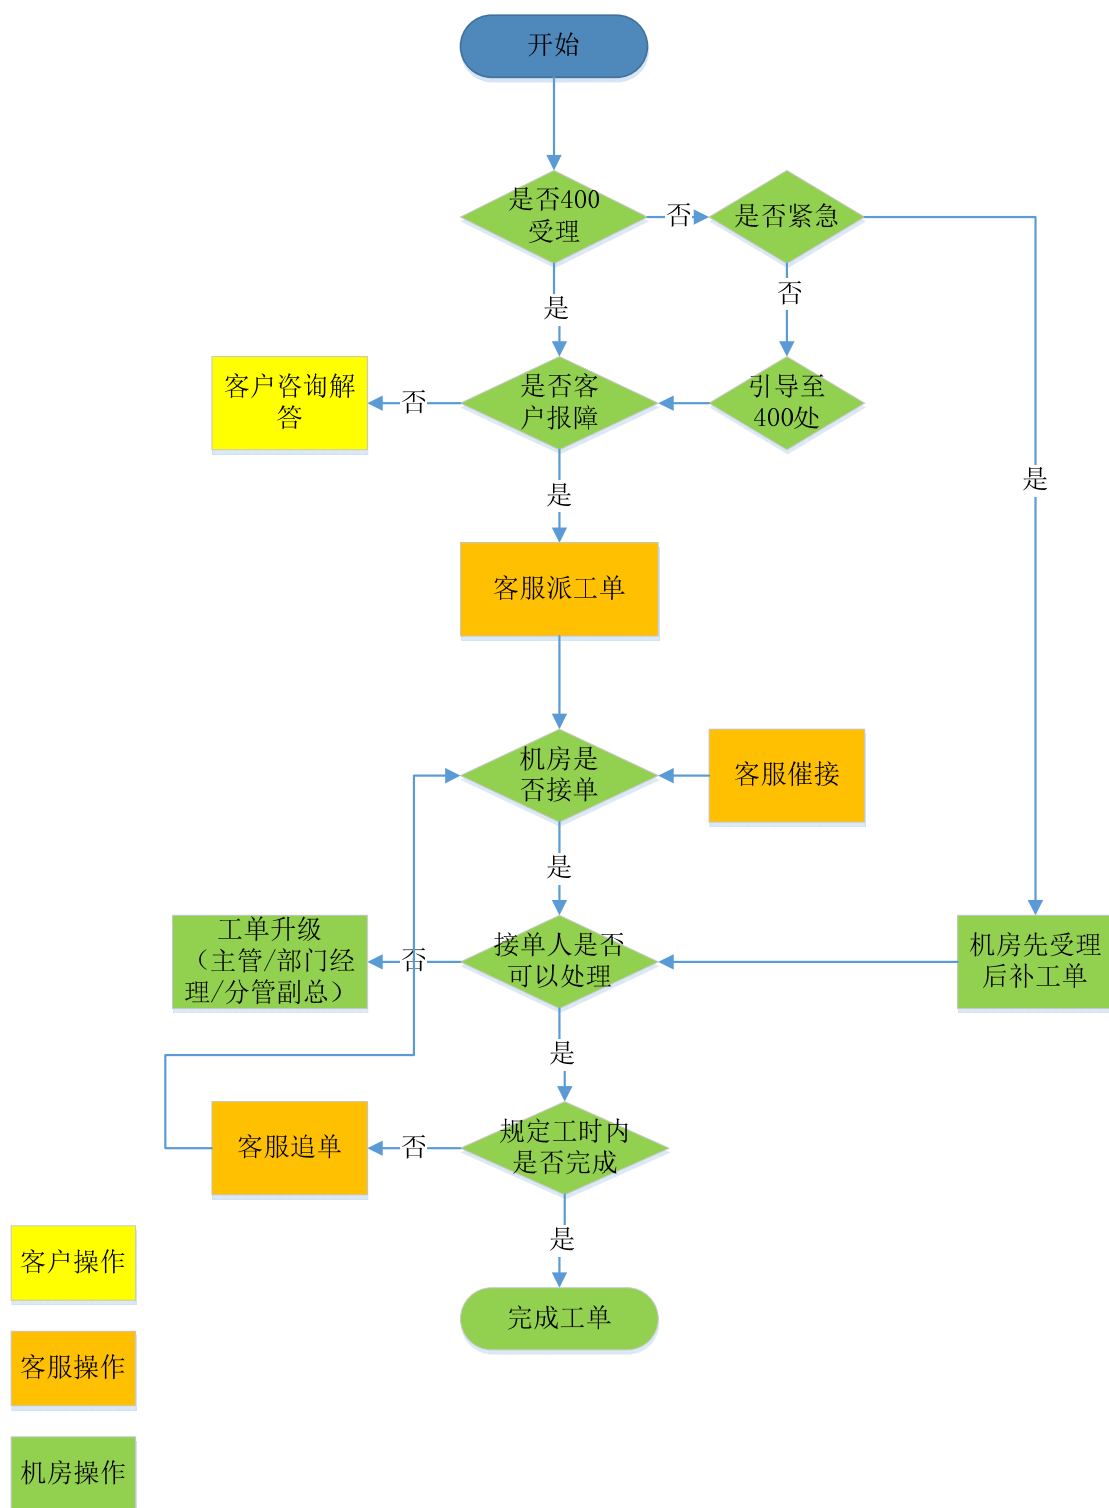 开始
是否400
受理
否
是否紧急
是
否
客户咨询解
答
否
是否客
户报障
引导至
400处
是
是
客服派工单
机房是
否接单
客服催接
是
工单升级
（主管/部门经
理/分管副总）
否
接单人是否
可以处理
机房先受理
后补工单
是
客服追单
否
规定工时内
是否完成
是
客户操作
完成工单
客服操作
机房操作